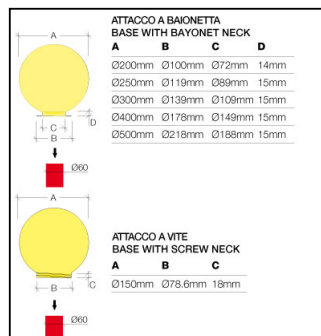 A
C
B
D
Ø60
ATTACCO A BAIONETTA
BASE WITH BAYONET NECK
A B C D
Ø200mm Ø100mm Ø72mm 14mm
Ø250mm Ø119mm Ø89mm 15mm
Ø300mm Ø139mm Ø109mm 15mm
Ø400mm Ø178mm Ø149mm 15mm
Ø500mm Ø218mm Ø188mm 15mm
A
B
C
Ø60
ATTACCO A VITE
BASE WITH SCREW NECK
A B C
Ø150mm Ø78.6mm 18mm